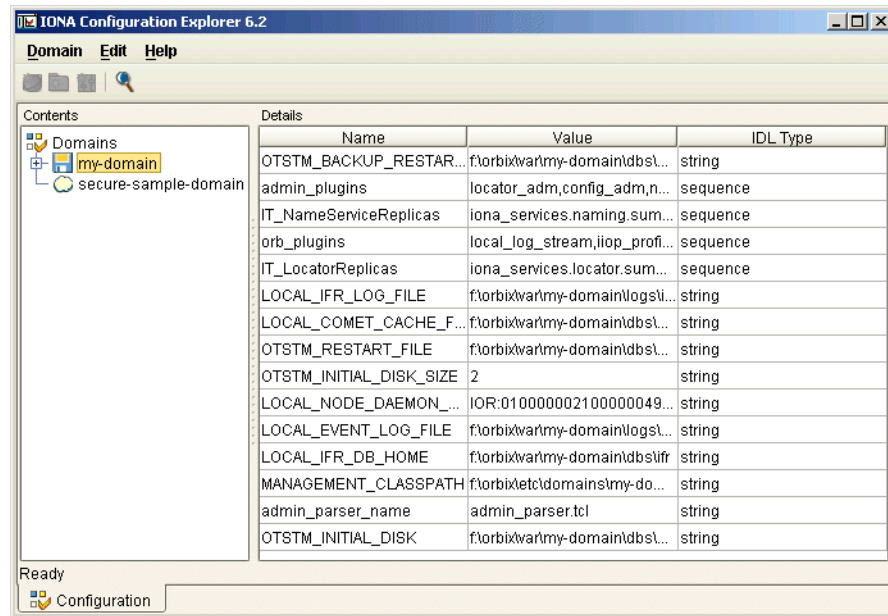 IONA Configuration Explorer 6.2
Domain Edit Help
Contents
Details
Domains
my-domain
secure-sample-domain
Name Value IDL Type
OTSTM_BACKUP_RESTAR... f:\orbix\var\my-domain\dbs\... string
admin_plugins locator_adm,config_adm,n... sequence
IT_NameServiceReplicas iona_services.naming.sum... sequence
orb_plugins local_log_stream,iiop_profi... sequence
IT_LocatorReplicas iona_services.locator.sum... sequence
LOCAL_IFR_LOG_FILE f:\orbix\var\my-domain\logs\i... string
LOCAL_COMET_CACHE_F... f:\orbix\var\my-domain\dbs\... string
OTSTM_RESTART_FILE f:\orbix\var\my-domain\dbs\... string
OTSTM_INITIAL_DISK_SIZE 2 string
LOCAL_NODE_DAEMON_... IOR:010000002100000049... string
LOCAL_EVENT_LOG_FILE f:\orbix\var\my-domain\logs\... string
LOCAL_IFR_DB_HOME f:\orbix\var\my-domain\dbs\ifr string
MANAGEMENT_CLASSPATH f:\orbix\etc\domains\my-do... string
admin_parser_name admin_parser.tcl string
OTSTM_INITIAL_DISK f:\orbix\var\my-domain\dbs\... string
Ready
Configuration